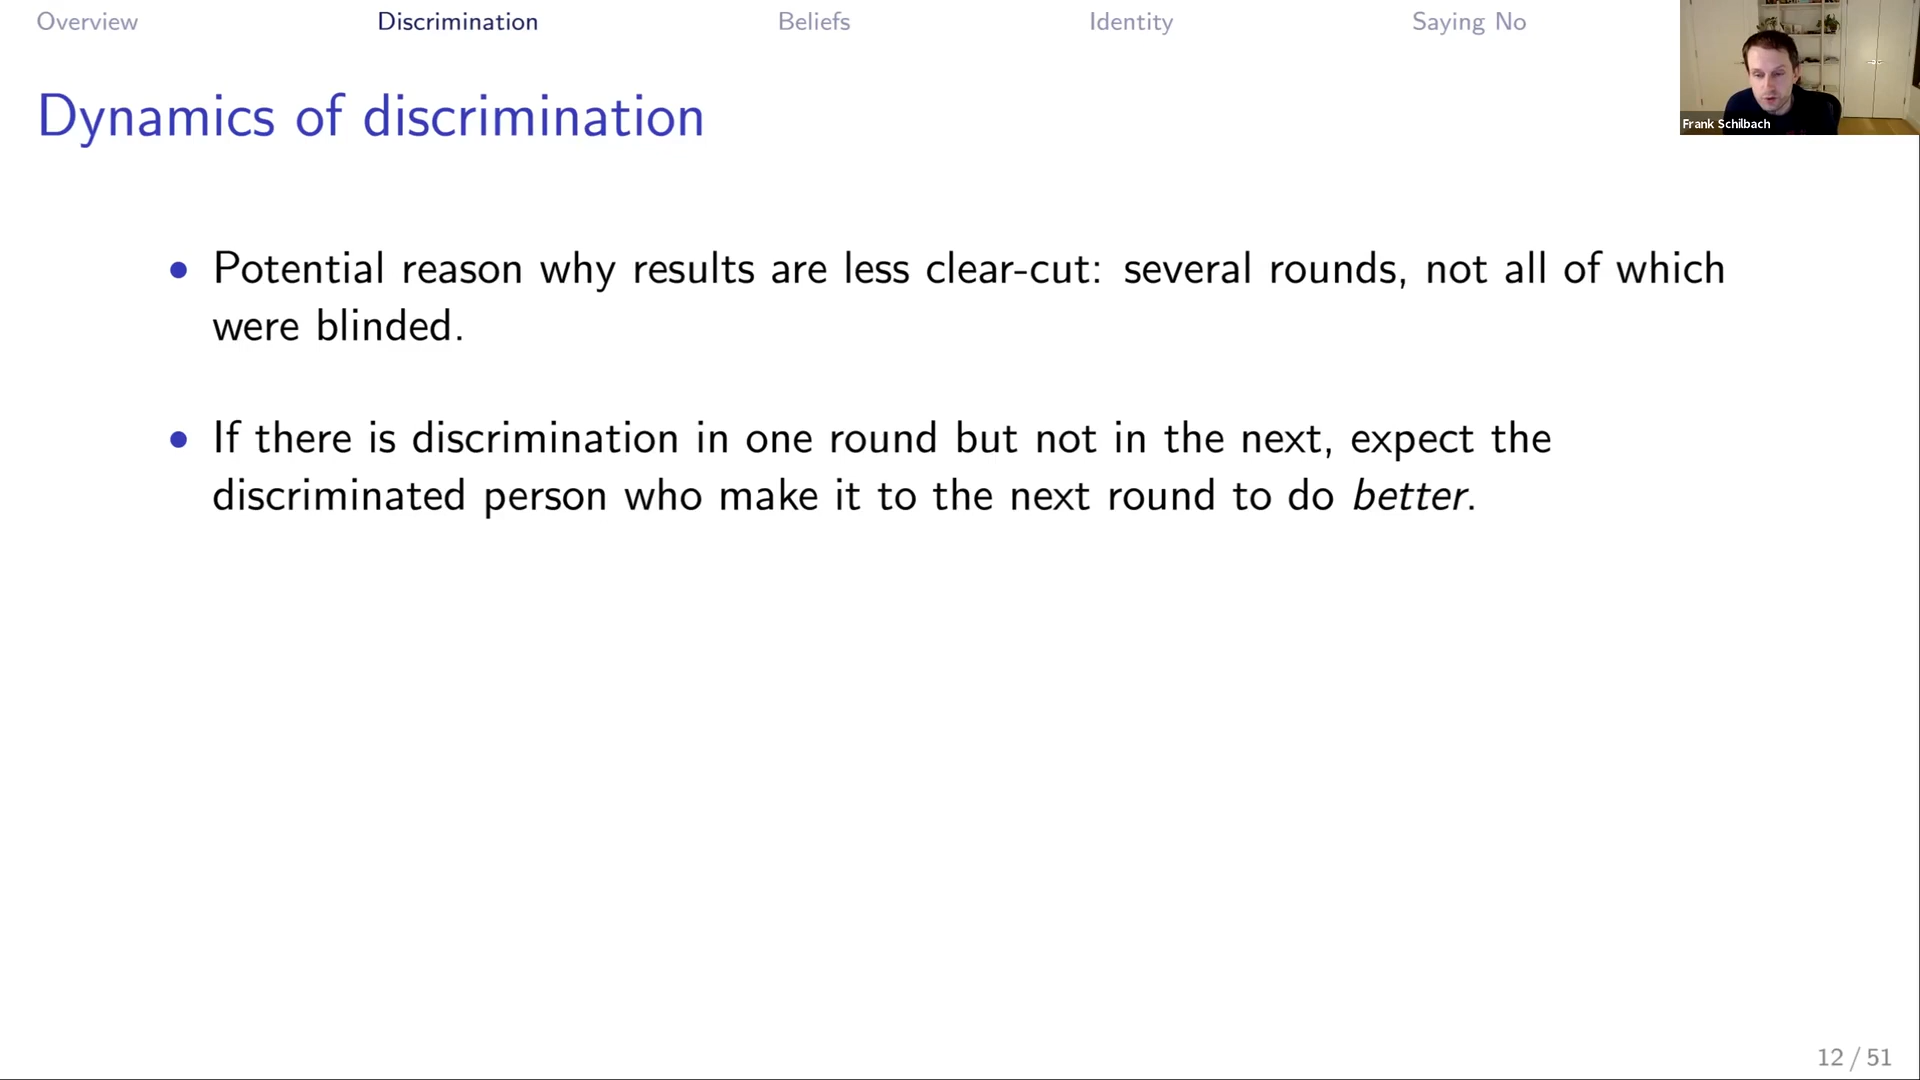 Overview Discrimination Beliefs Identity Saying No
Frank Schilbach
Dynamics of discrimination
• Potential reason why results are less clear-cut: several rounds, not all of which
were blinded.
• If there is discrimination in one round but not in the next, expect the
discriminated person who make it to the next round to do better.
12 / 51